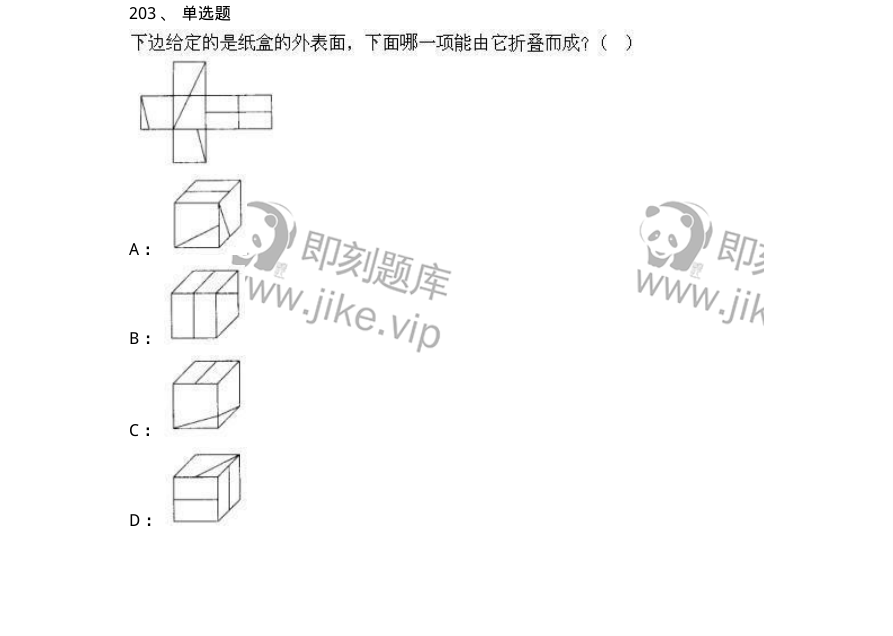 203 、 单选题
下边给定的是纸盒的外表面，下面哪一项能由它折叠而成？（　）
A：
即刻题库
www.jike.vip
即刻
www.jik
B：
C：
D：